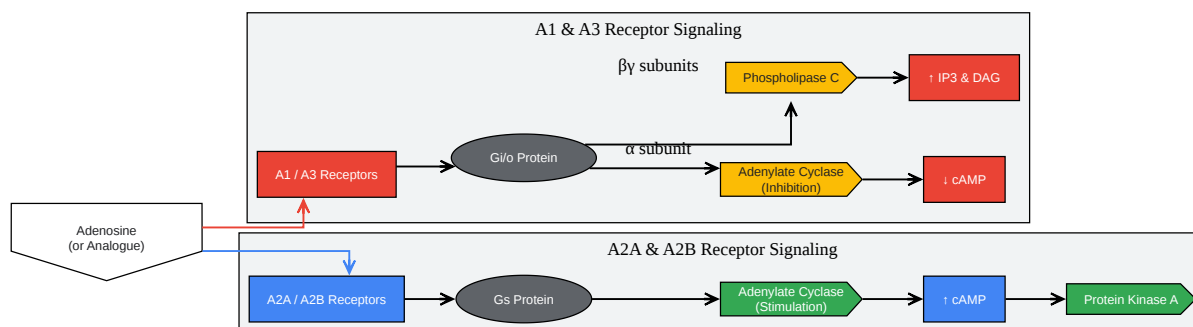 A1 & A3 Receptor Signaling
βγ subunits
Phospholipase C
↑ IP3 & DAG
α subunit
Gi/o Protein
A1 / A3 Receptors
Adenylate Cyclase
(Inhibition)
↓ cAMP
Adenosine
(or Analogue)
A2A & A2B Receptor Signaling
A2A / A2B Receptors
Gs Protein
Adenylate Cyclase
(Stimulation)
↑ cAMP
Protein Kinase A